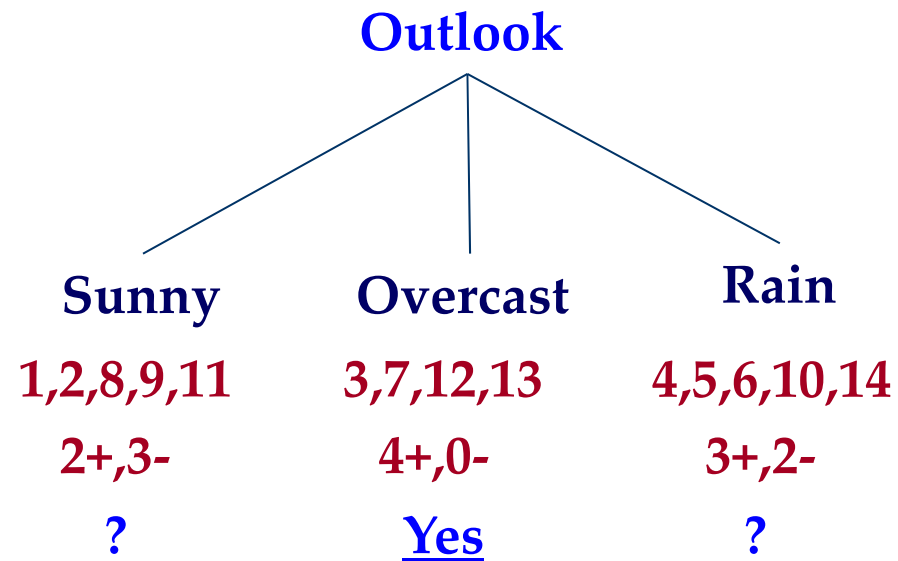 Outlook
Sunny Overcast Rain
1,2,8,9,11 3,7,12,13 4,5,6,10,14
2+,3- 4+,0- 3+,2-
? Yes ?